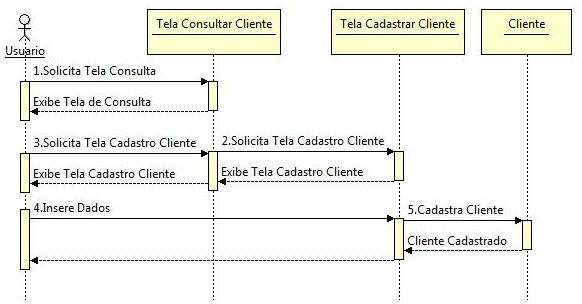 Tela Consultar Cliente
Tela Cadastrar Cliente
Cliente
Usuario
1.Solicita Tela Consulta
Exibe Tela de Consulta
3.Solicita Tela Cadastro Cliente
2.Solicita Tela Cadastro Cliente
Exibe Tela Cadastro Cliente
Exibe Tela Cadastro Cliente
4.Insere Dados
5.Cadastra Cliente
Cliente Cadastrado